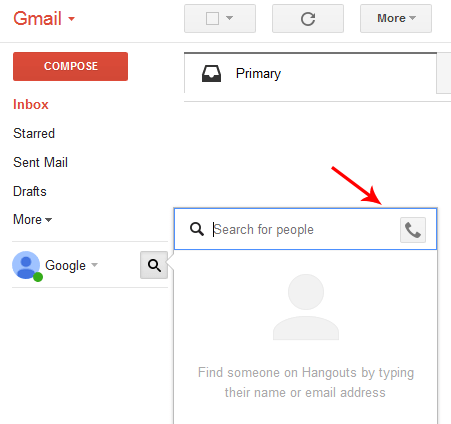 Gmail
More
COMPOSE
Primary
Inbox
Starred
Sent Mail
Drafts
More
Search for people
Google
Find someone on Hangouts by typing
their name or email address